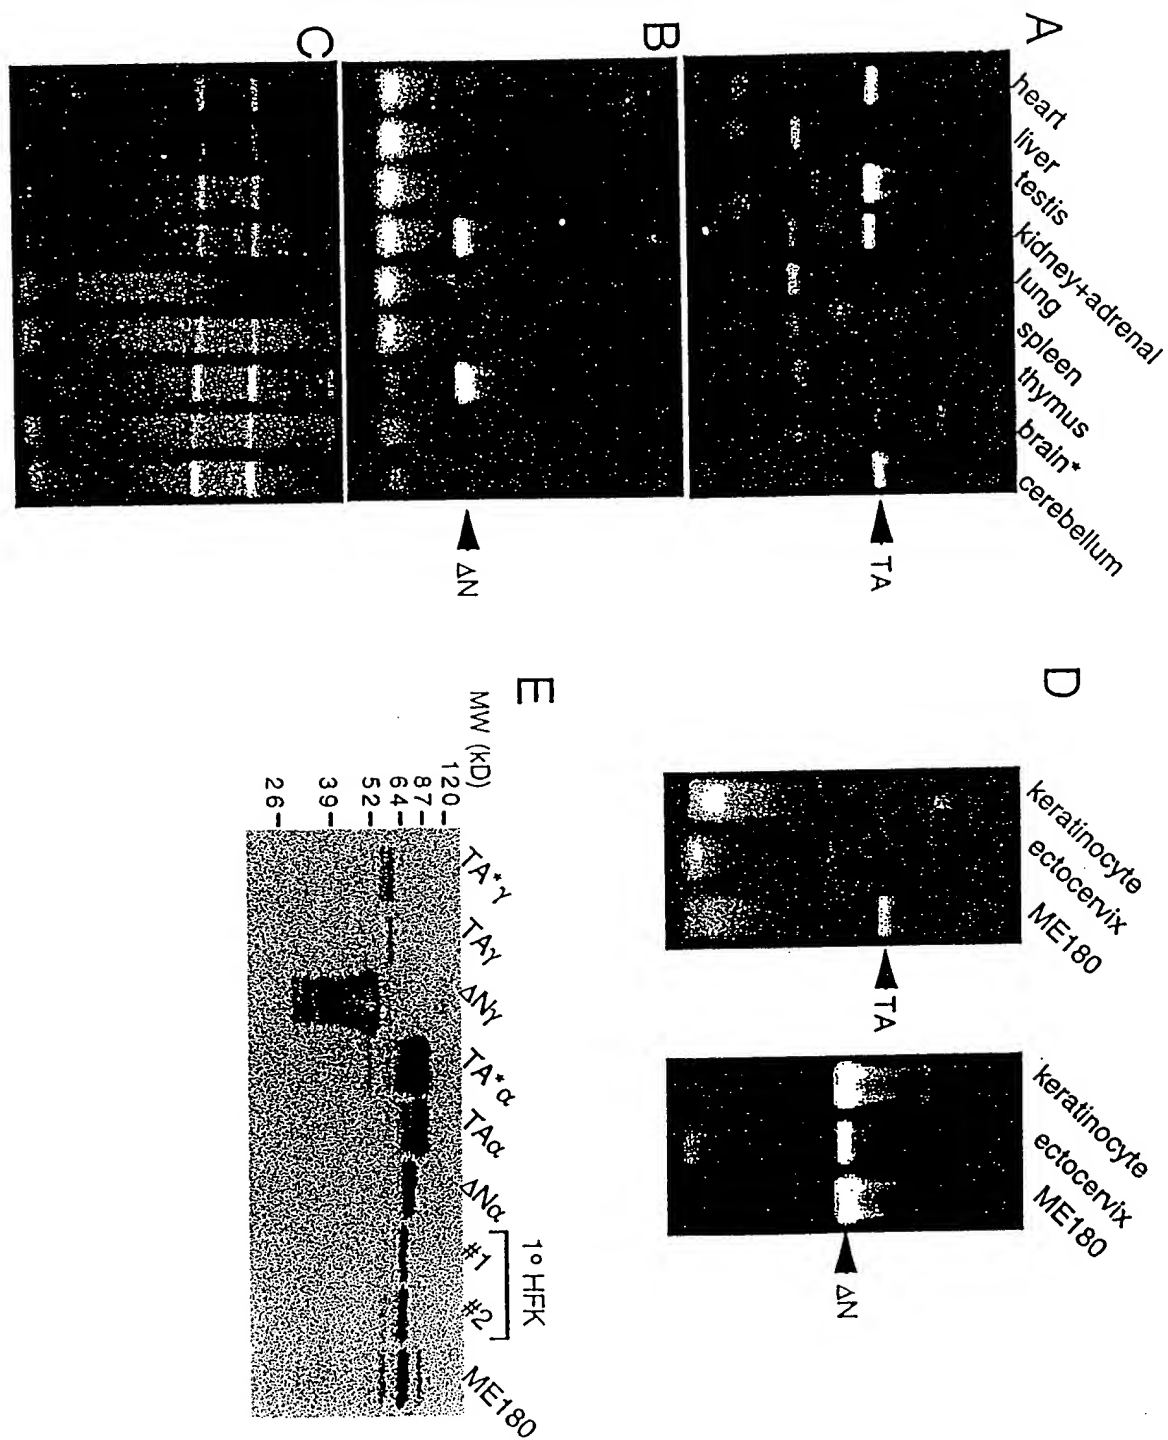 A
heart
liver
testis
kidney+adrenal
lung
spleen
thymus
brain*
cerebellum
TA
B
ΔN
C
D
keratinocyte
ectocervix
ME180
TA
keratinocyte
ectocervix
ME180
ΔN
E
MW (kD)
120
87
64
52
39
26
TA*γ
TAγ
ΔNγ
TA*α
TAα
ΔNα
1° HFK
#1
#2
ME180